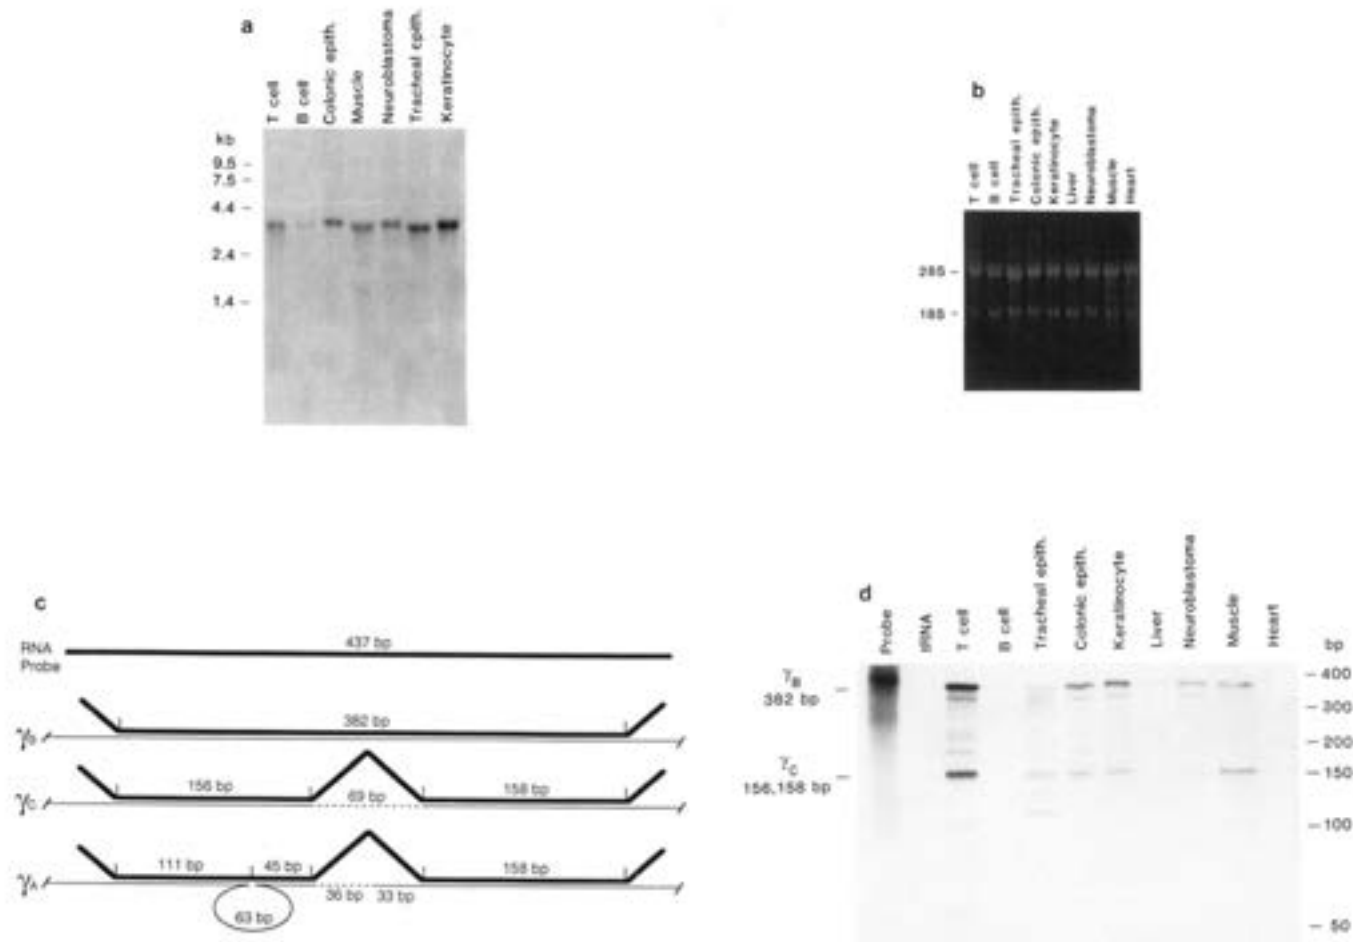 a
T cell
B cell
Colonic epith.
Muscle
Neuroblastoma
Tracheal epith.
Keratinocyte
kb
9.5 –
7.5 –
4.4 –
2.4 –
1.4 –
b
T cell
B cell
Tracheal epith.
Colonic epith.
Keratinocyte
Liver
Neuroblastoma
Muscle
Heart
28S –
18S –
c
RNA
Probe
437 bp
382 bp
γB
156 bp
69 bp
158 bp
γC
111 bp
45 bp
158 bp
γA
36 bp
33 bp
63 bp
d
Probe
tRNA
T cell
B cell
Tracheal epith.
Colonic epith.
Keratinocyte
Liver
Neuroblastoma
Muscle
Heart
bp
γB
382 bp
γC
156,158 bp
– 400
– 300
– 200
– 150
– 100
– 50